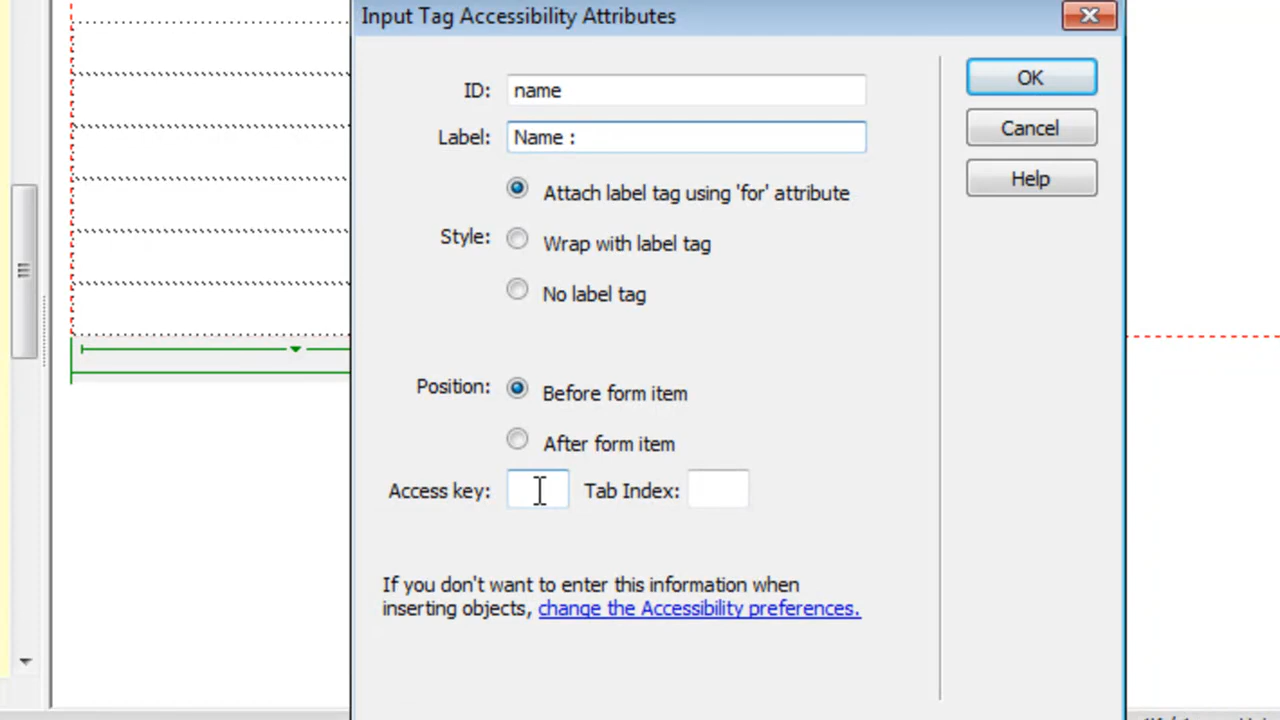 Input Tag Accessibility Attributes
ID: name
OK
Label: Name :
Cancel
Attach label tag using 'for' attribute
Help
Style:
Wrap with label tag
No label tag
Position:
Before form item
After form item
Access key:
Tab Index:
If you don't want to enter this information when
inserting objects, change the Accessibility preferences.